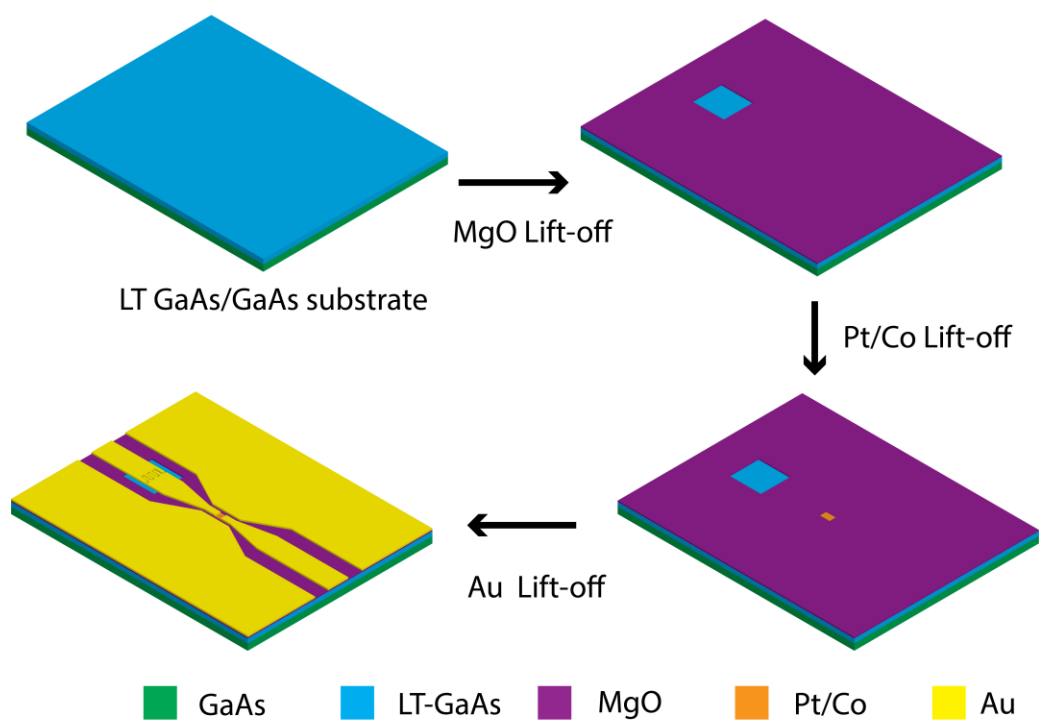 MgO Lift-off
LT GaAs/GaAs substrate
Pt/Co Lift-off
Au Lift-off
GaAs
LT-GaAs
MgO
Pt/Co
Au